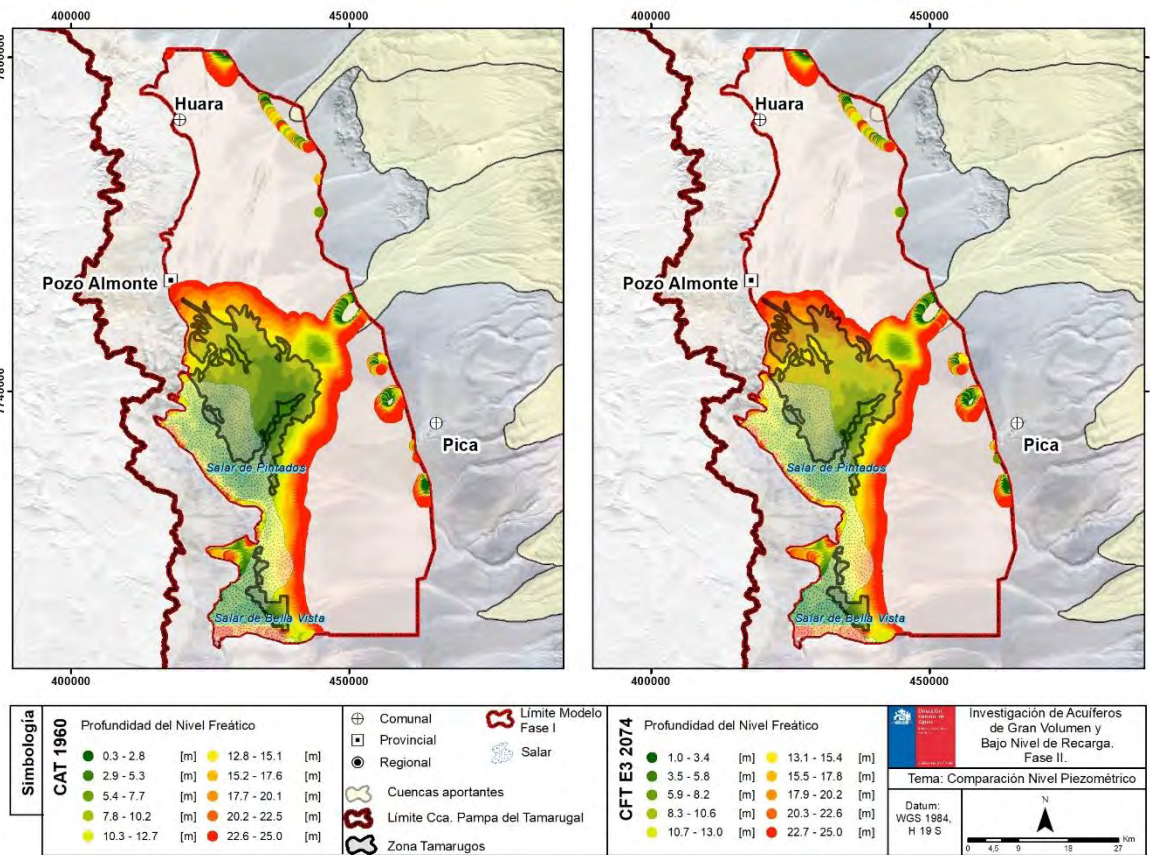 400000
450000
400000
450000
7800000
7800000
Huara
Huara
Pozo Almonte
Pozo Almonte
7740000
7740000
Pica
Pica
Salar de Pintados
Salar de Pintados
Salar de Bella Vista
Salar de Bella Vista
400000
450000
400000
450000
Simbología
CAT 1960
Profundidad del Nivel Freático
0.3 - 2.8 [m]
2.9 - 5.3 [m]
5.4 - 7.7 [m]
7.8 - 10.2 [m]
10.3 - 12.7 [m]
12.8 - 15.1 [m]
15.2 - 17.6 [m]
17.7 - 20.1 [m]
20.2 - 22.5 [m]
22.6 - 25.0 [m]
Comunal
Provincial
Regional
Límite Modelo
Fase I
Salar
Cuencas aportantes
Límite Cca. Pampa del Tamarugal
Zona Tamarugos
CFT E3 2074
Profundidad del Nivel Freático
1.0 - 3.4 [m]
3.5 - 5.8 [m]
5.9 - 8.2 [m]
8.3 - 10.6 [m]
10.7 - 13.0 [m]
13.1 - 15.4 [m]
15.5 - 17.8 [m]
17.9 - 20.2 [m]
20.3 - 22.6 [m]
22.7 - 25.0 [m]
Dirección
General de
Aguas
Investigación de Acuíferos
de Gran Volumen y
Bajo Nivel de Recarga.
Fase II.
Tema: Comparación Nivel Piezométrico
Datum:
WGS 1984,
H 19 S
N
0 4,5 9 18 27
Km